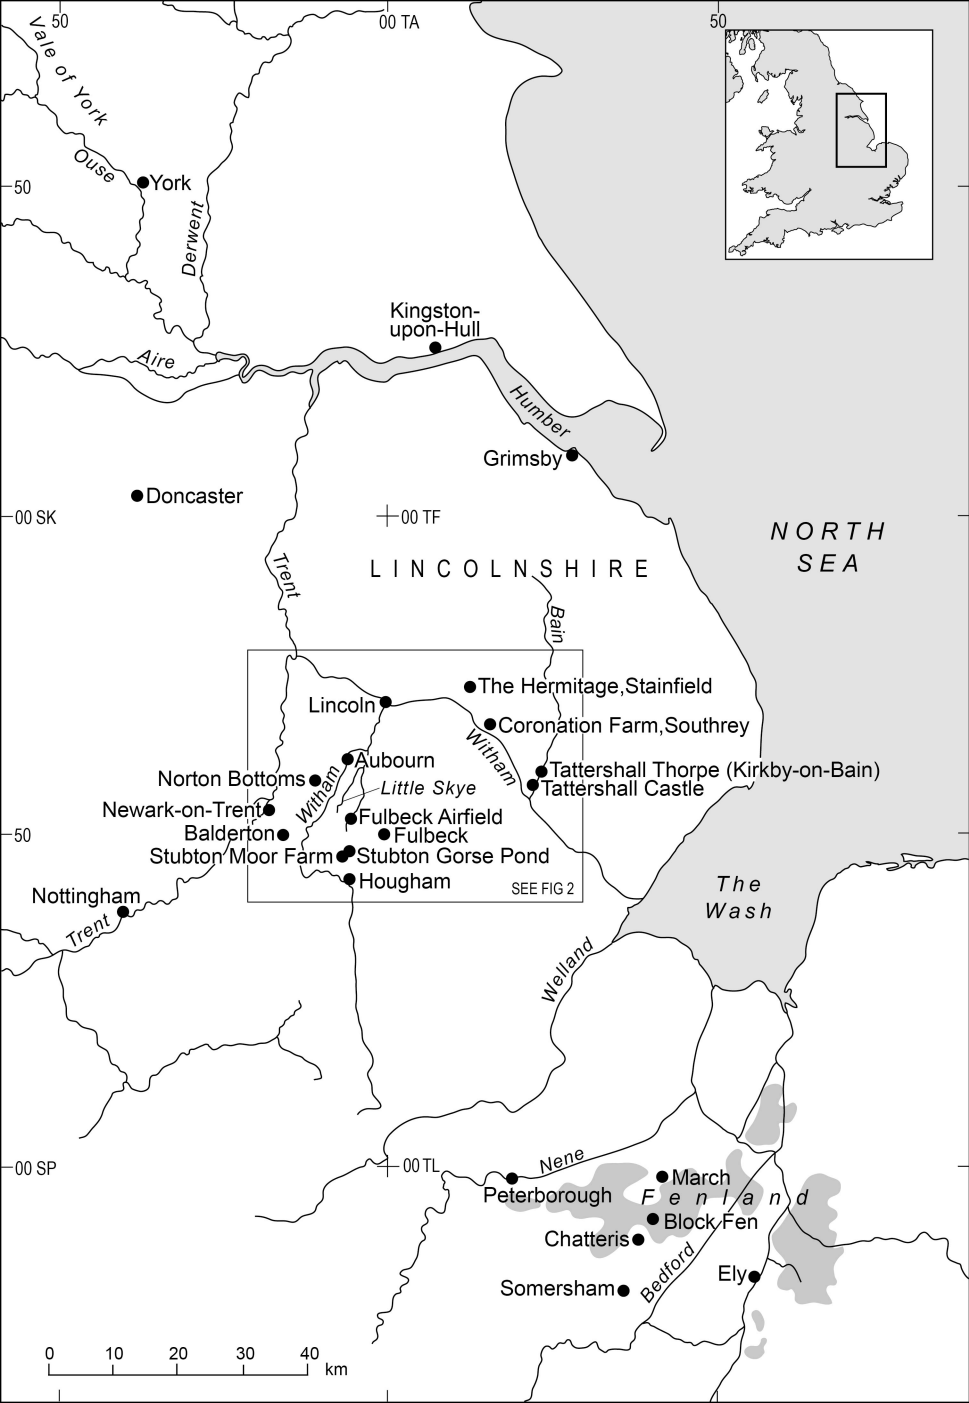 50
00 TA
50
Vale of York
Ouse
York
50
Derwent
Kingston-
upon-Hull
Aire
Humber
Grimsby
Doncaster
00 SK
00 TF
NORTH
SEA
LINCOLNSHIRE
Trent
Bain
The Hermitage,Stainfield
Lincoln
Coronation Farm,Southrey
Witham
Aubourn
Tattershall Thorpe (Kirkby-on-Bain)
Norton Bottoms
Witham
Little Skye
Tattershall Castle
Newark-on-Trent
Fulbeck Airfield
50
Balderton
Fulbeck
Stubton Moor Farm
Stubton Gorse Pond
Hougham
SEE FIG 2
The
Wash
Nottingham
Trent
Welland
00 SP
00 TL
Nene
March
Peterborough
Fenland
Block Fen
Chatteris
Bedford
Ely
Somersham
0 10 20 30 40
km